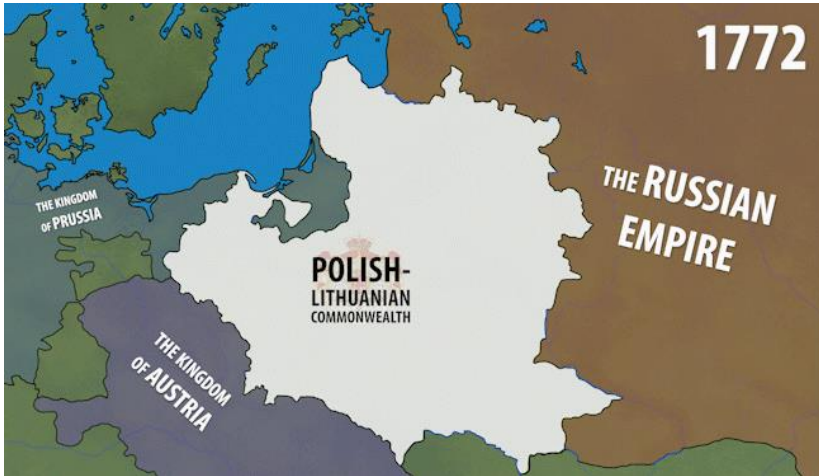 1772
THE KINGDOM
OF PRUSSIA
THE RUSSIAN
EMPIRE
POLISH-
LITHUANIAN
COMMONWEALTH
THE KINGDOM
OF AUSTRIA